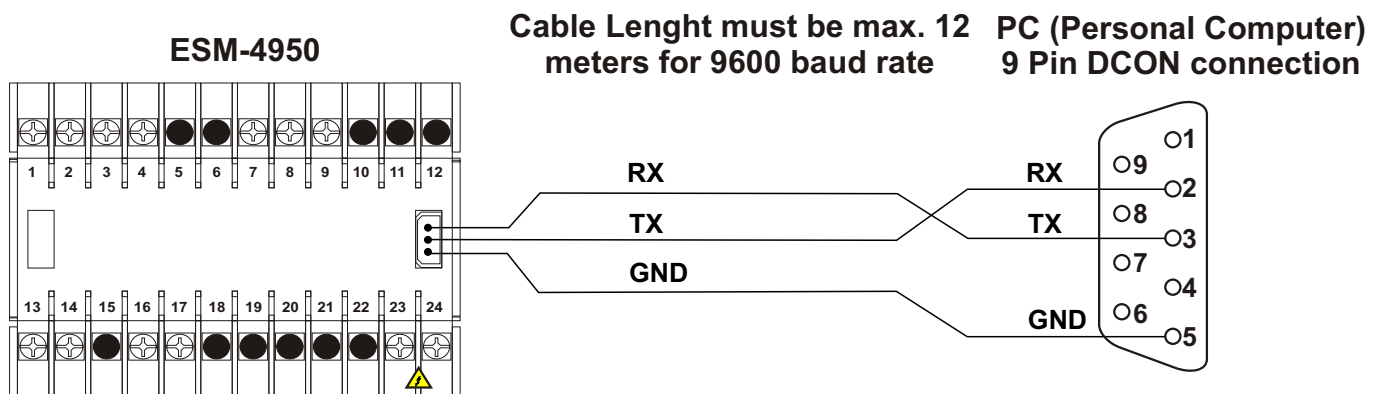 ESM-4950
Cable Lenght must be max. 12
meters for 9600 baud rate
PC (Personal Computer)
9 Pin DCON connection
1 2 3 4 5 6 7 8 9 10 11 12
13 14 15 16 17 18 19 20 21 22 23 24
RX
TX
GND
RX
TX
GND
1
9
2
8
3
7
4
6
5